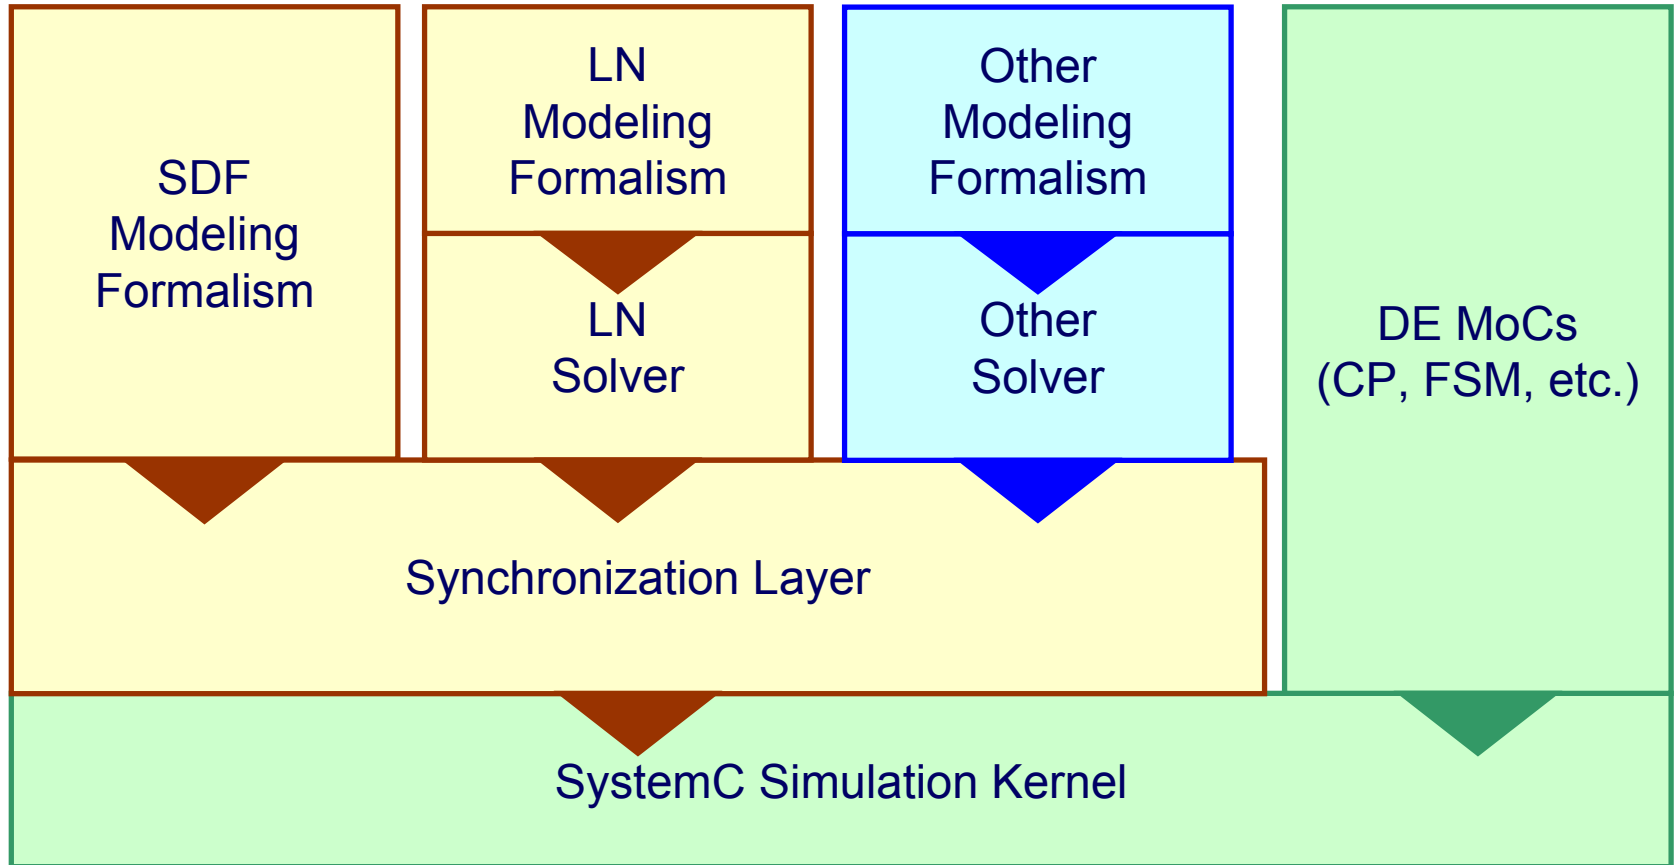 SDF
Modeling
Formalism
LN
Modeling
Formalism
LN
Solver
Other
Modeling
Formalism
Other
Solver
DE MoCs
(CP, FSM, etc.)
Synchronization Layer
SystemC Simulation Kernel